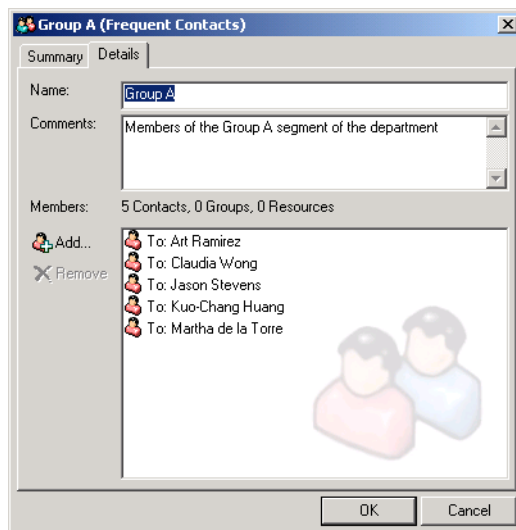 Group A (Frequent Contacts)
Summary Details
Name: Group A
Comments: Members of the Group A segment of the department
Members: 5 Contacts, 0 Groups, 0 Resources
Add...
Remove
To: Art Ramirez
To: Claudia Wong
To: Jason Stevens
To: Kuo-Chang Huang
To: Martha de la Torre
OK Cancel